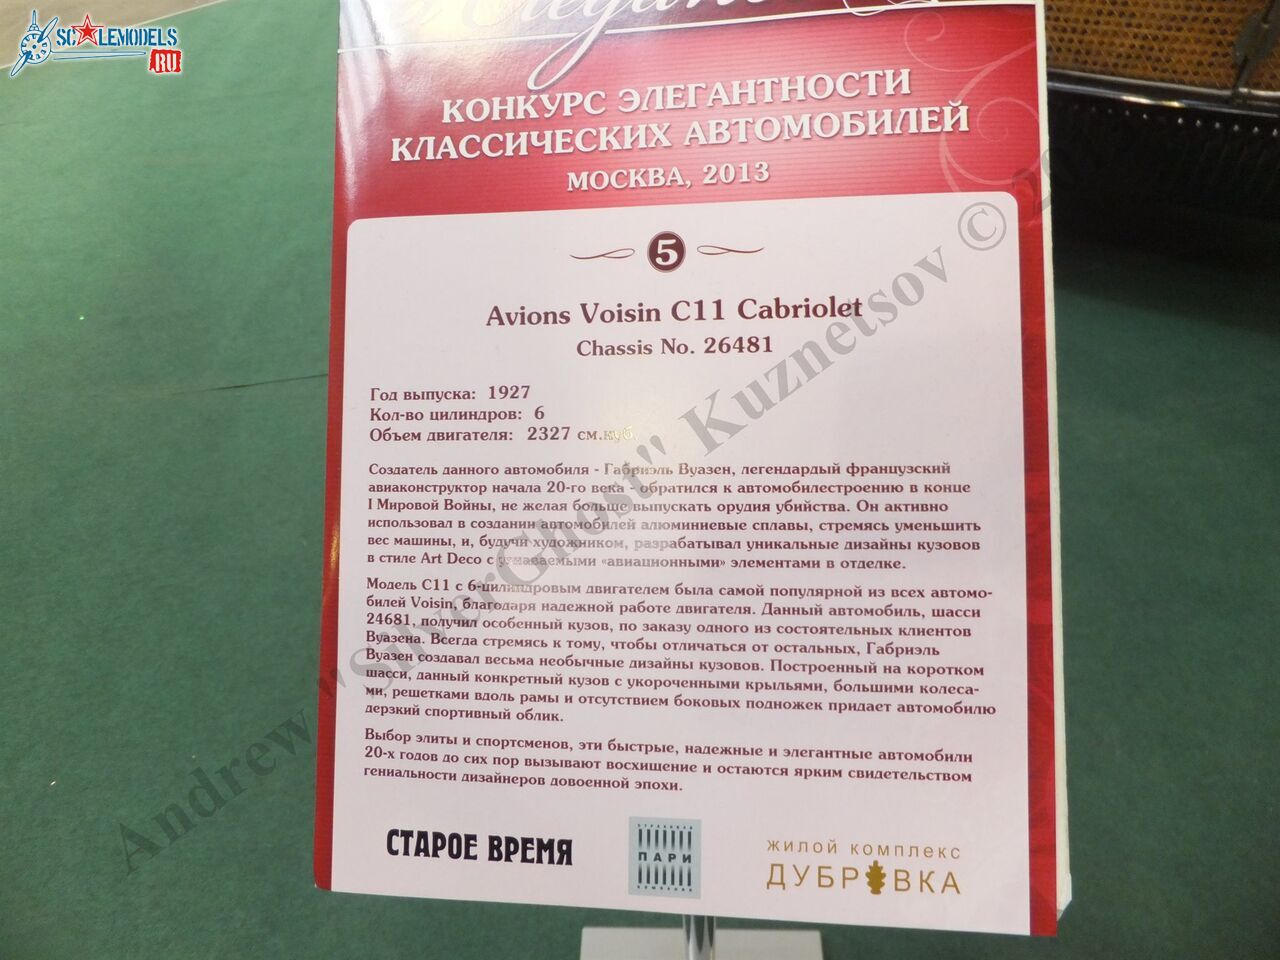 SCALEMODELS
RU
КОНКУРС ЭЛЕГАНТНОСТИ
КЛАССИЧЕСКИХ АВТОМОБИЛЕЙ
МОСКВА, 2013
5
Avions Voisin C11 Cabriolet
Chassis No. 26481
Год выпуска: 1927
Кол-во цилиндров: 6
Объем двигателя: 2327 см.куб.
Создатель данного автомобиля - Габриэль Вуазен, легендардый французский
авиаконструктор начала 20-го века - обратился к автомобилестроению в конце
I Мировой Войны, не желая больше выпускать орудия убийства. Он активно
использовал в создании автомобилей алюминиевые сплавы, стремясь уменьшить
вес машины, и, будучи художником, разрабатывал уникальные дизайны кузовов
в стиле Art Deco с узнаваемыми «авиационными» элементами в отделке.
Модель С11 с 6-цилиндровым двигателем была самой популярной из всех автомо-
билей Voisin, благодаря надежной работе двигателя. Данный автомобиль, шасси
24681, получил особенный кузов, по заказу одного из состоятельных клиентов
Вуазена. Всегда стремясь к тому, чтобы отличаться от остальных, Габриэль
Вуазен создавал весьма необычные дизайны кузовов. Построенный на коротком
шасси, данный конкретный кузов с укороченными крыльями, большими колеса-
ми, решетками вдоль рамы и отсутствием боковых подножек придает автомобилю
дерзкий спортивный облик.
Выбор элиты и спортсменов, эти быстрые, надежные и элегантные автомобили
20-х годов до сих пор вызывают восхищение и остаются ярким свидетельством
гениальности дизайнеров довоенной эпохи.
СТАРОЕ ВРЕМЯ
СТРАХОВАЯ
ПАРИ
КОМПАНИЯ
ЖИЛОЙ КОМПЛЕКС
ДУБРОВКА
Andrew "SilverGhost" Kuznetsov ©